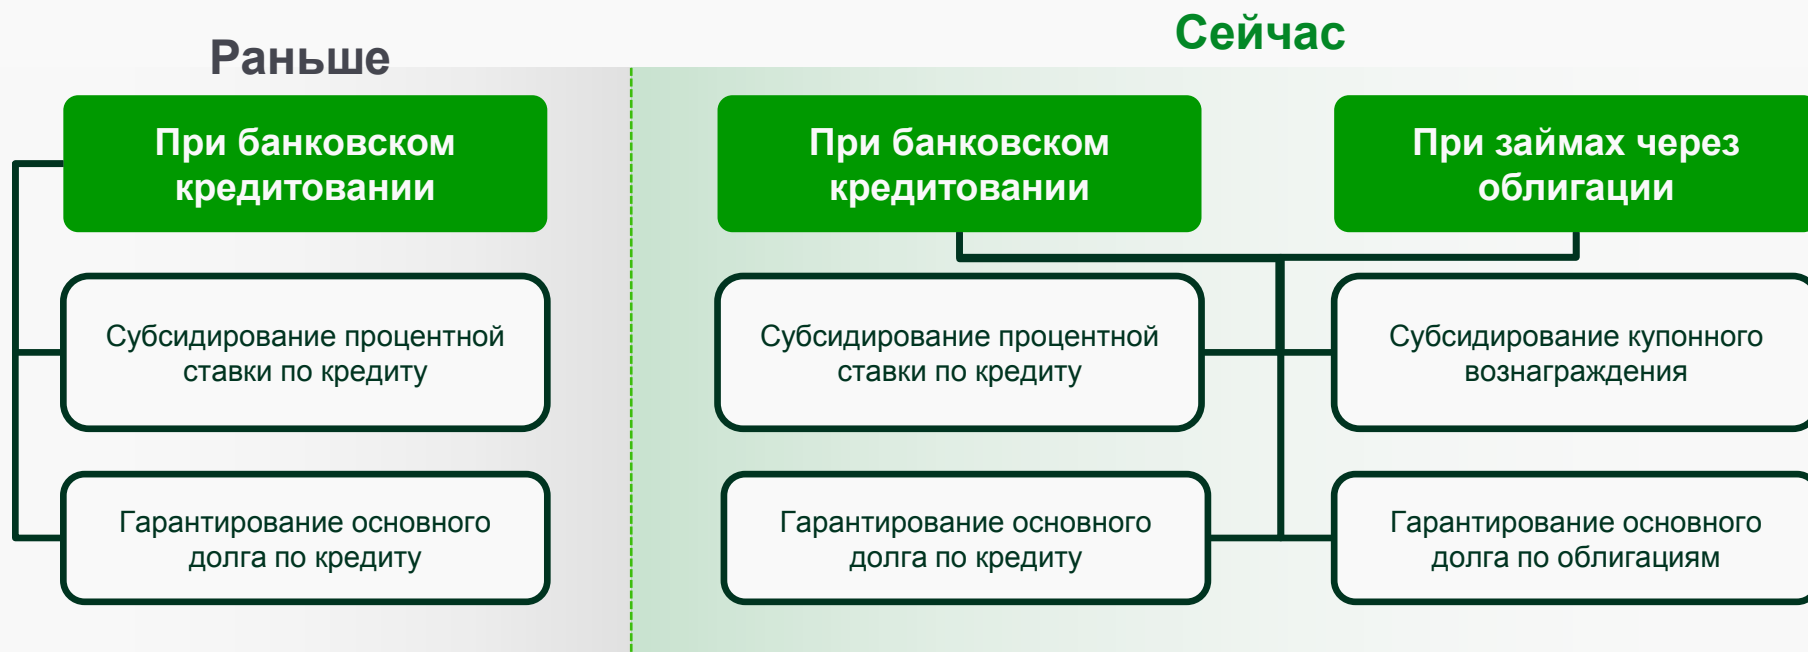 Раньше
При банковском
кредитовании
Субсидирование процентной
ставки по кредиту
Гарантирование основного
долга по кредиту
Сейчас
При банковском
кредитовании
Субсидирование процентной
ставки по кредиту
Гарантирование основного
долга по кредиту
При займах через
облигации
Субсидирование купонного
вознаграждения
Гарантирование основного
долга по облигациям